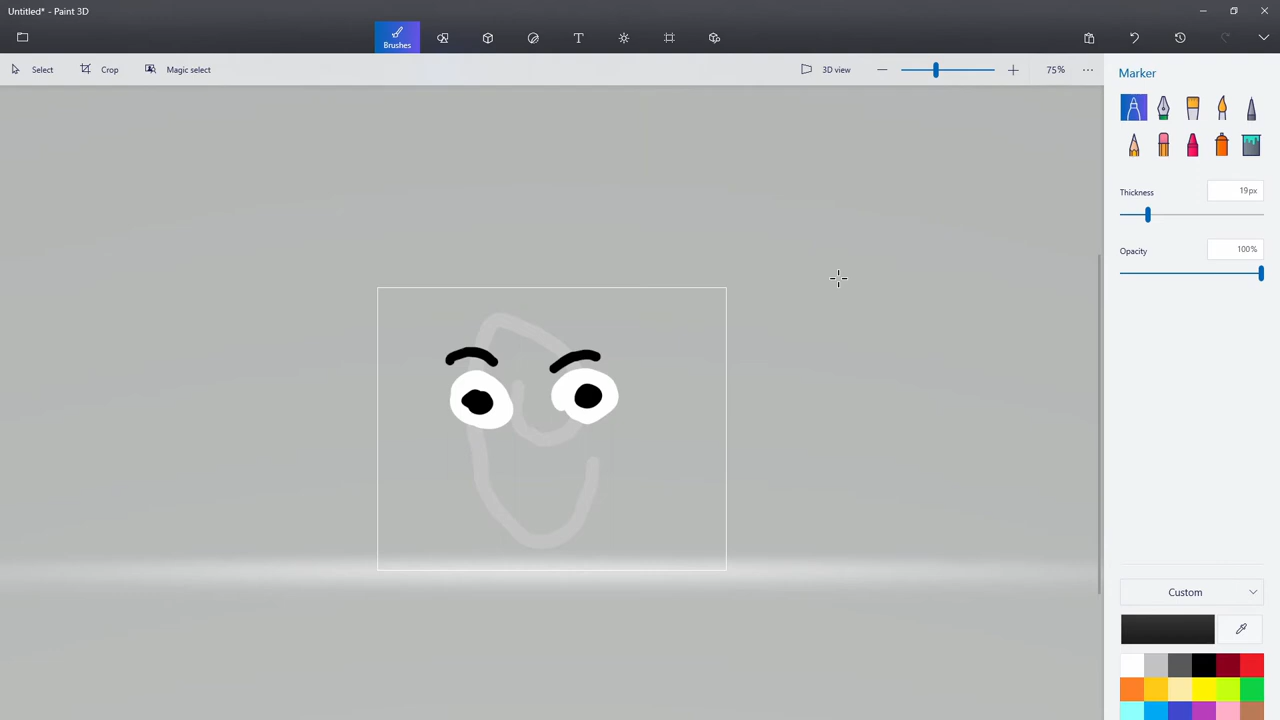 Untitled* - Paint 3D
Brushes
Select Crop Magic select 3D view 75%
Marker
Thickness 19px
Opacity 100%
Custom